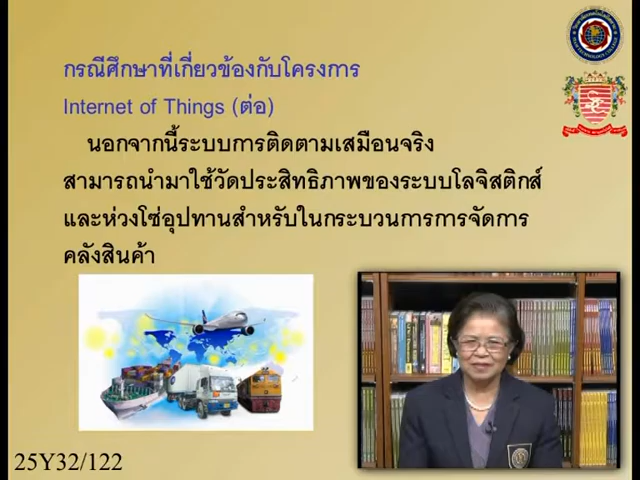 กรณีศึกษาที่เกี่ยวข้องกับโครงการ
Internet of Things (ต่อ)
นอกจากนี้ระบบการติดตามเสมือนจริง
สามารถนำมาใช้วัดประสิทธิภาพของระบบโลจิสติกส์
และห่วงโซ่อุปทานสำหรับในกระบวนการการจัดการ
คลังสินค้า
25Y32/122